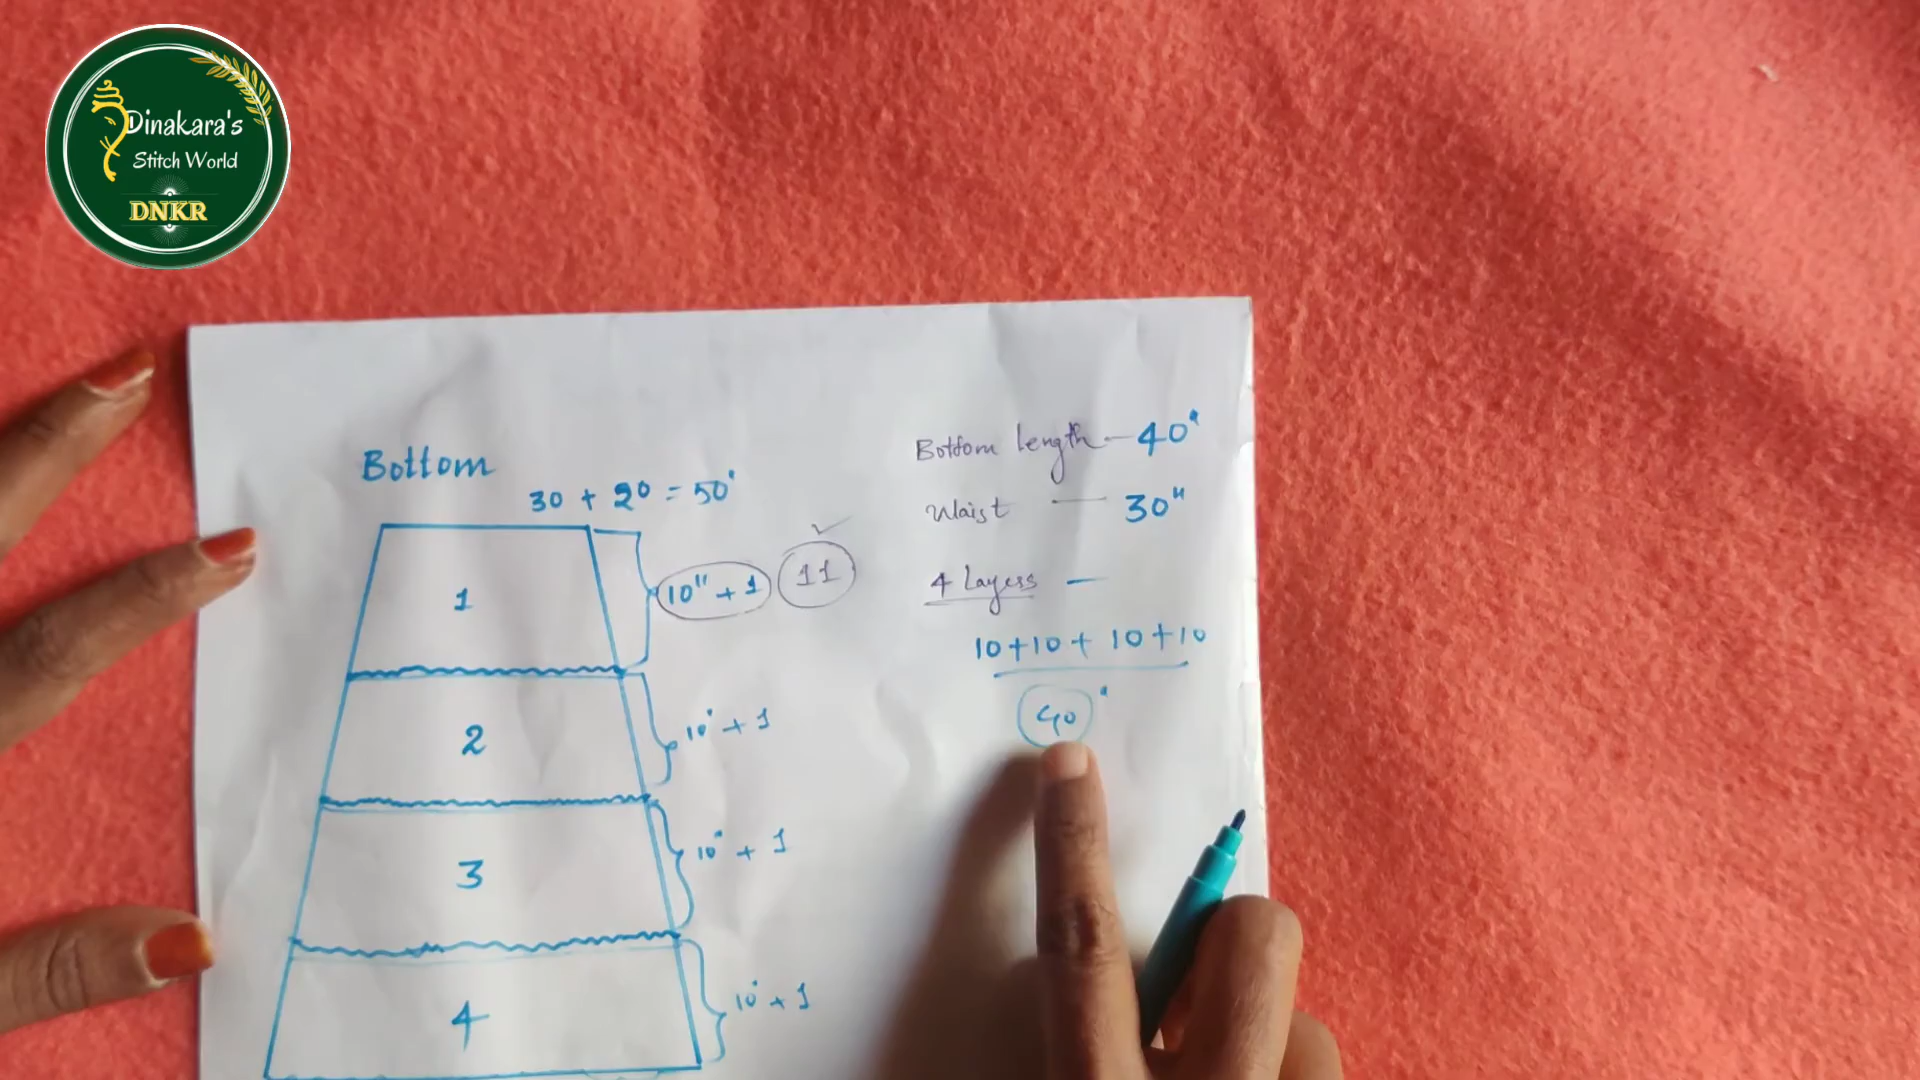 Dinakara's
Stitch World
DNKR
Bottom
30 + 20 = 50"
1
10" + 1
11
2
10" + 1
3
10" + 1
4
10" + 1
Bottom length - 40"
Waist - 30"
4 Layers -
10+10+ 10+10
40"